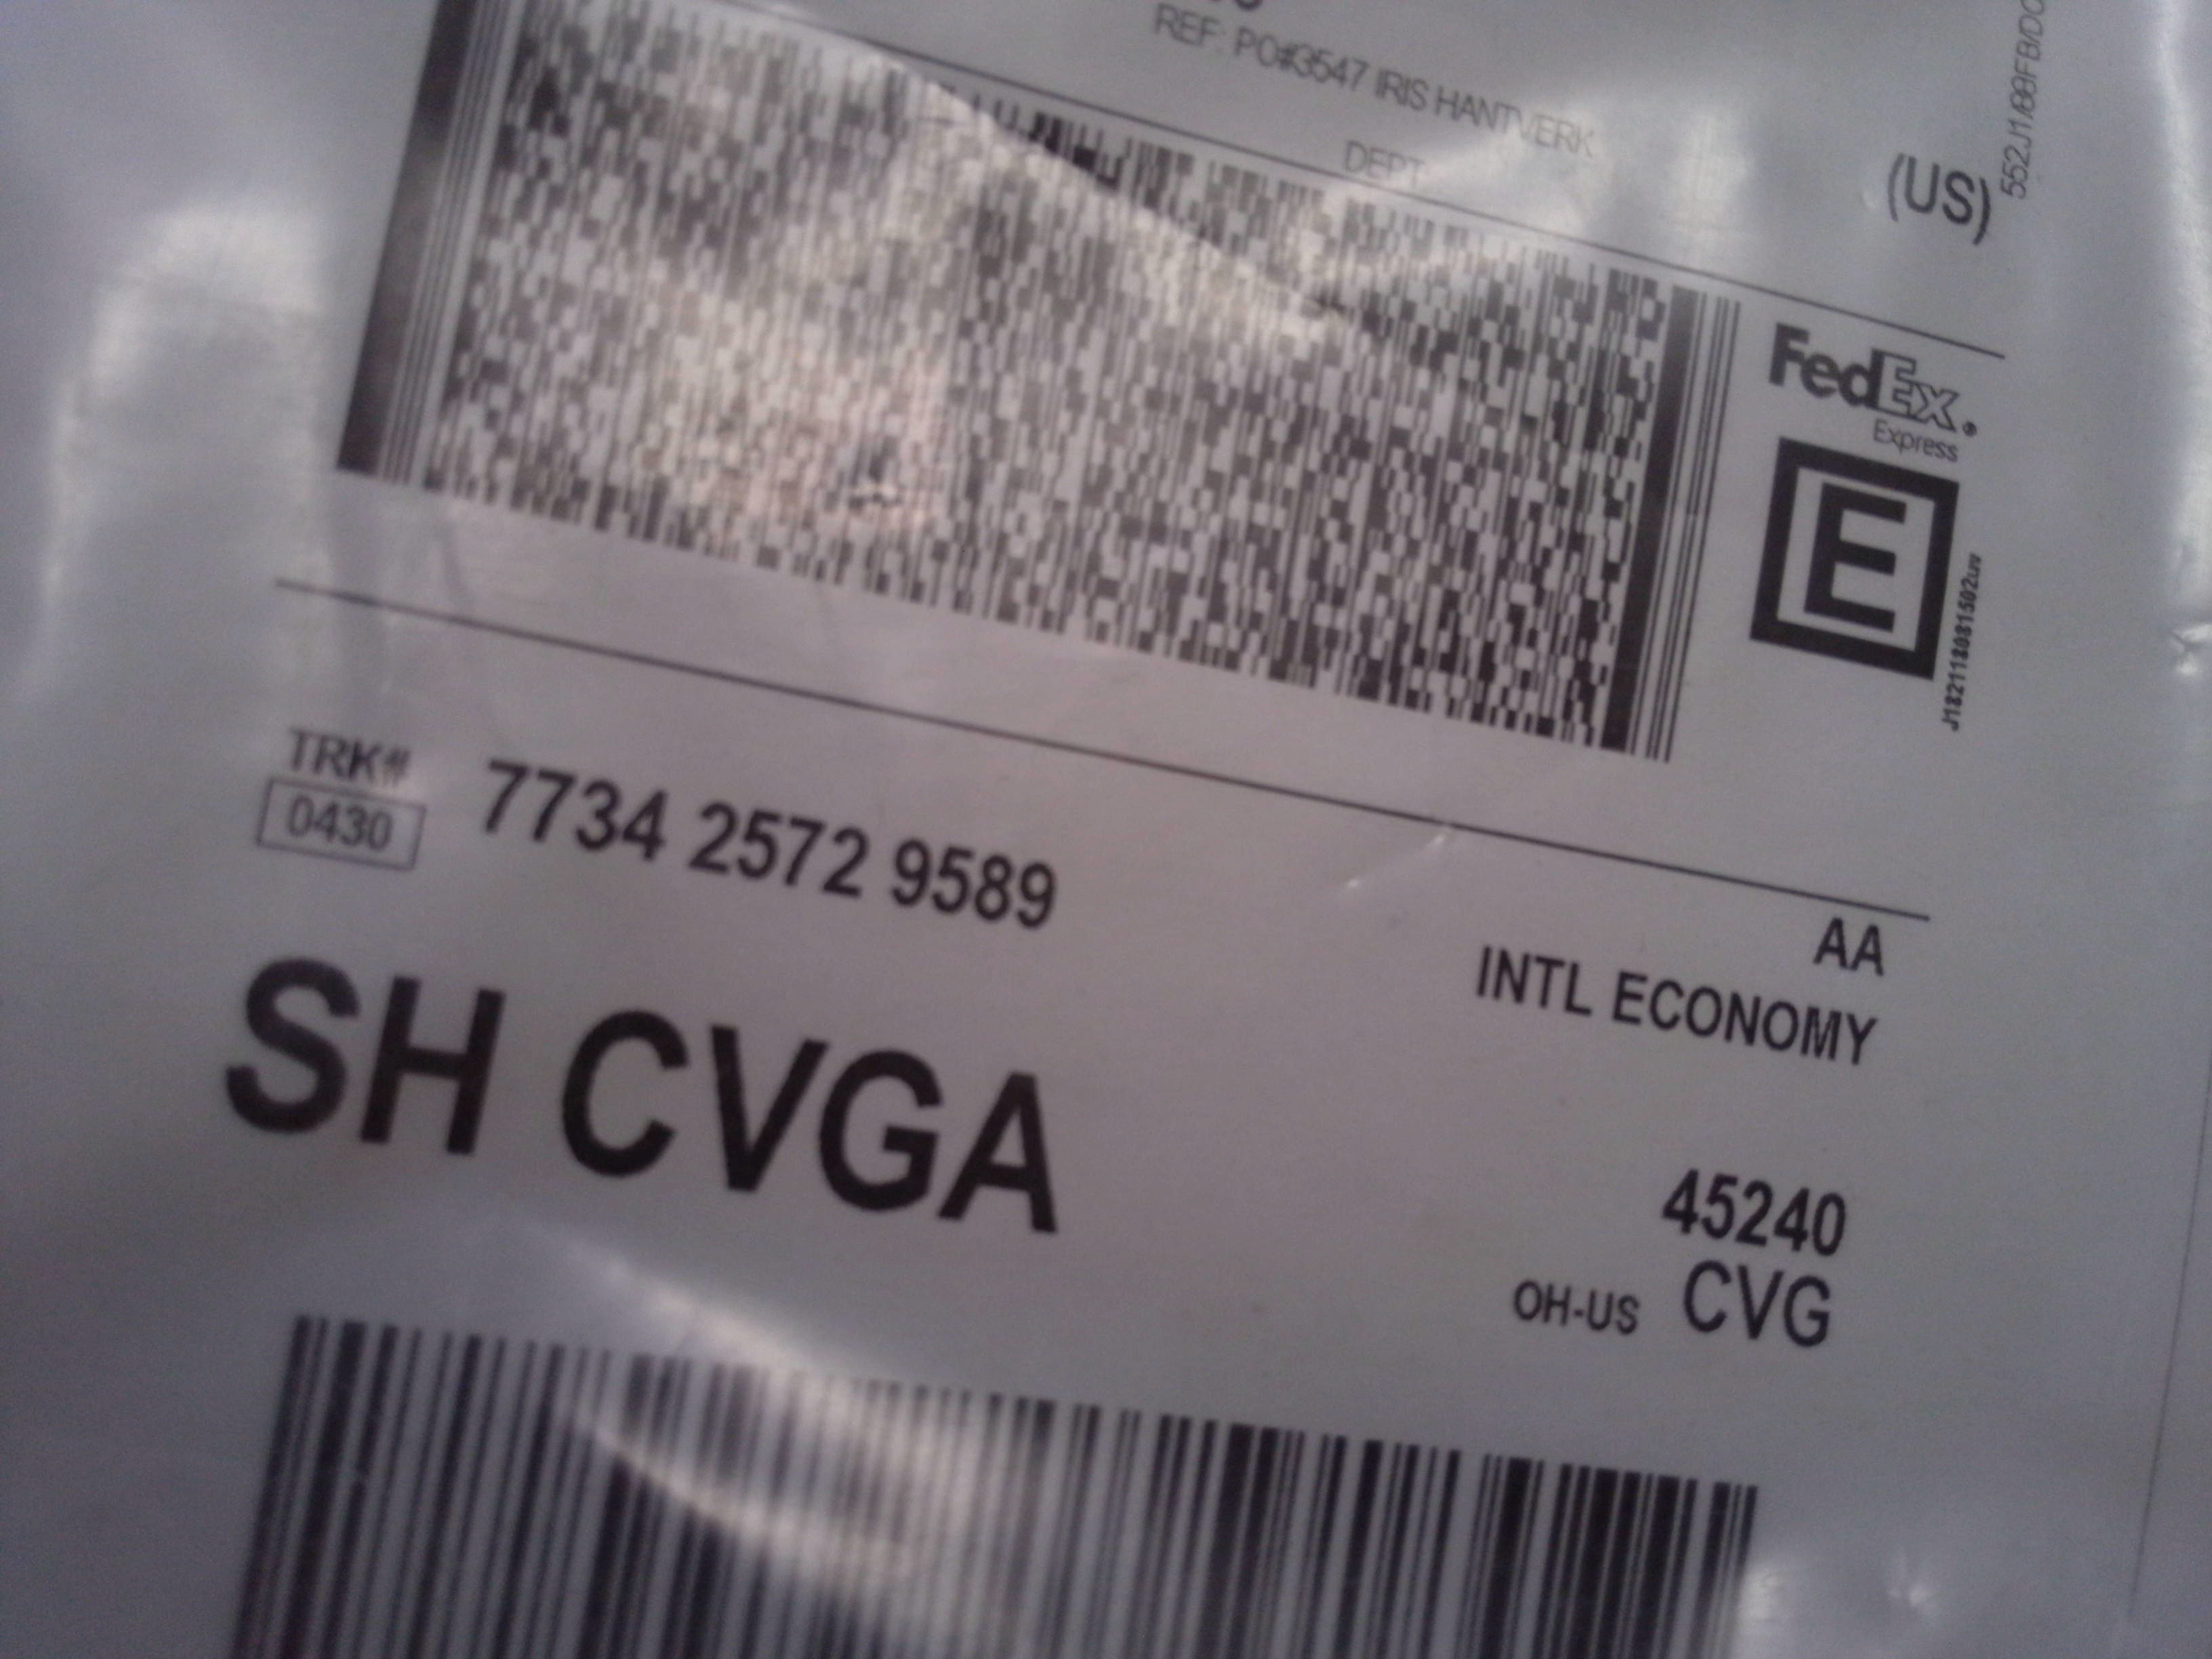 REF: PO#3547 IRIS HANTVERK
DEPT
(US)
FedEx
Express
E
TRK#
0430
7734 2572 9589
AA
INTL ECONOMY
SH CVGA
45240
OH-US CVG